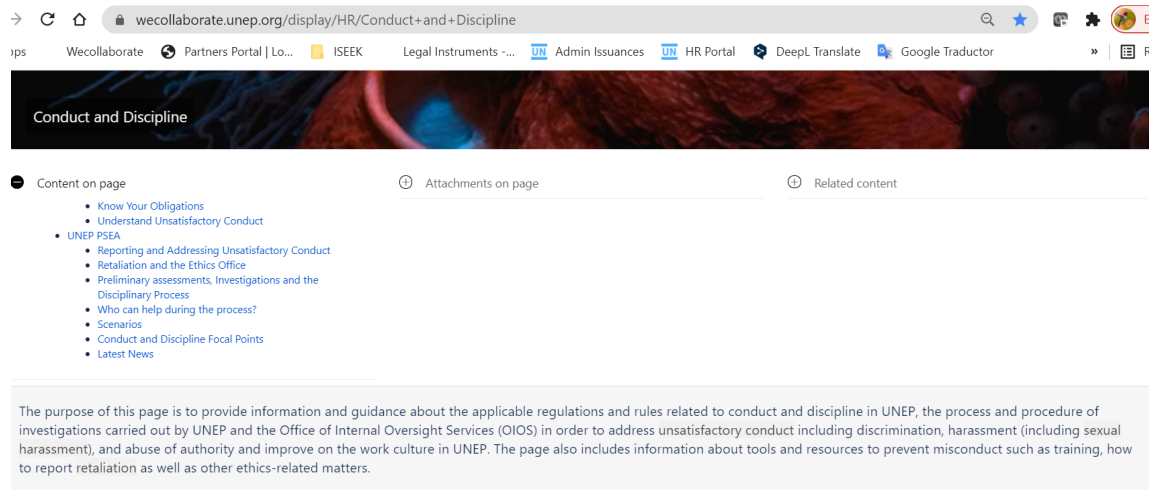 wecollaborate.unep.org/display/HR/Conduct+and+Discipline
Wecollaborate Partners Portal | Lo... ISEEK Legal Instruments -... UN Admin Issuances UN HR Portal DeepL Translate Google Traductor »
Conduct and Discipline
Content on page
• Know Your Obligations
• Understand Unsatisfactory Conduct
• UNEP PSEA
• Reporting and Addressing Unsatisfactory Conduct
• Retaliation and the Ethics Office
• Preliminary assessments, Investigations and the
Disciplinary Process
• Who can help during the process?
• Scenarios
• Conduct and Discipline Focal Points
• Latest News
Attachments on page
Related content
The purpose of this page is to provide information and guidance about the applicable regulations and rules related to conduct and discipline in UNEP, the process and procedure of
investigations carried out by UNEP and the Office of Internal Oversight Services (OIOS) in order to address unsatisfactory conduct including discrimination, harassment (including sexual
harassment), and abuse of authority and improve on the work culture in UNEP. The page also includes information about tools and resources to prevent misconduct such as training, how
to report retaliation as well as other ethics-related matters.